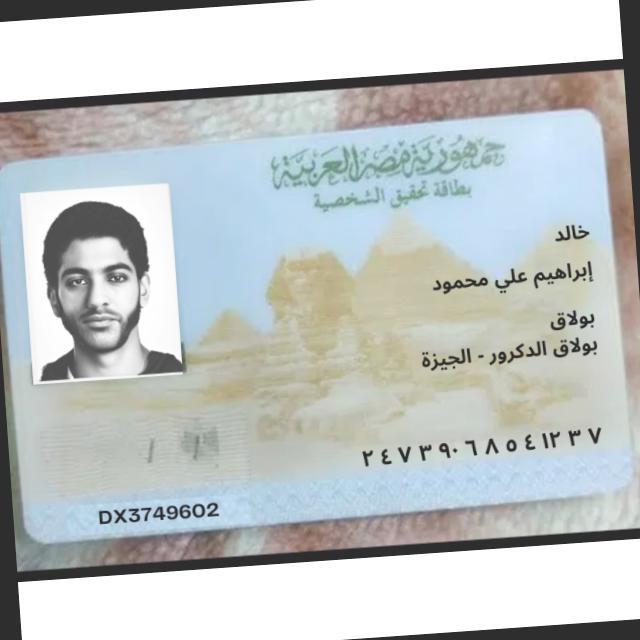 جمهورية مصر العربية
بطاقة تحقيق الشخصية
خالد
إبراهيم علي محمود
بولاق
بولاق الدكرور - الجيزة
٢٤٧٣٩٠٦٨٥٤١٢٣٧
DX3749602